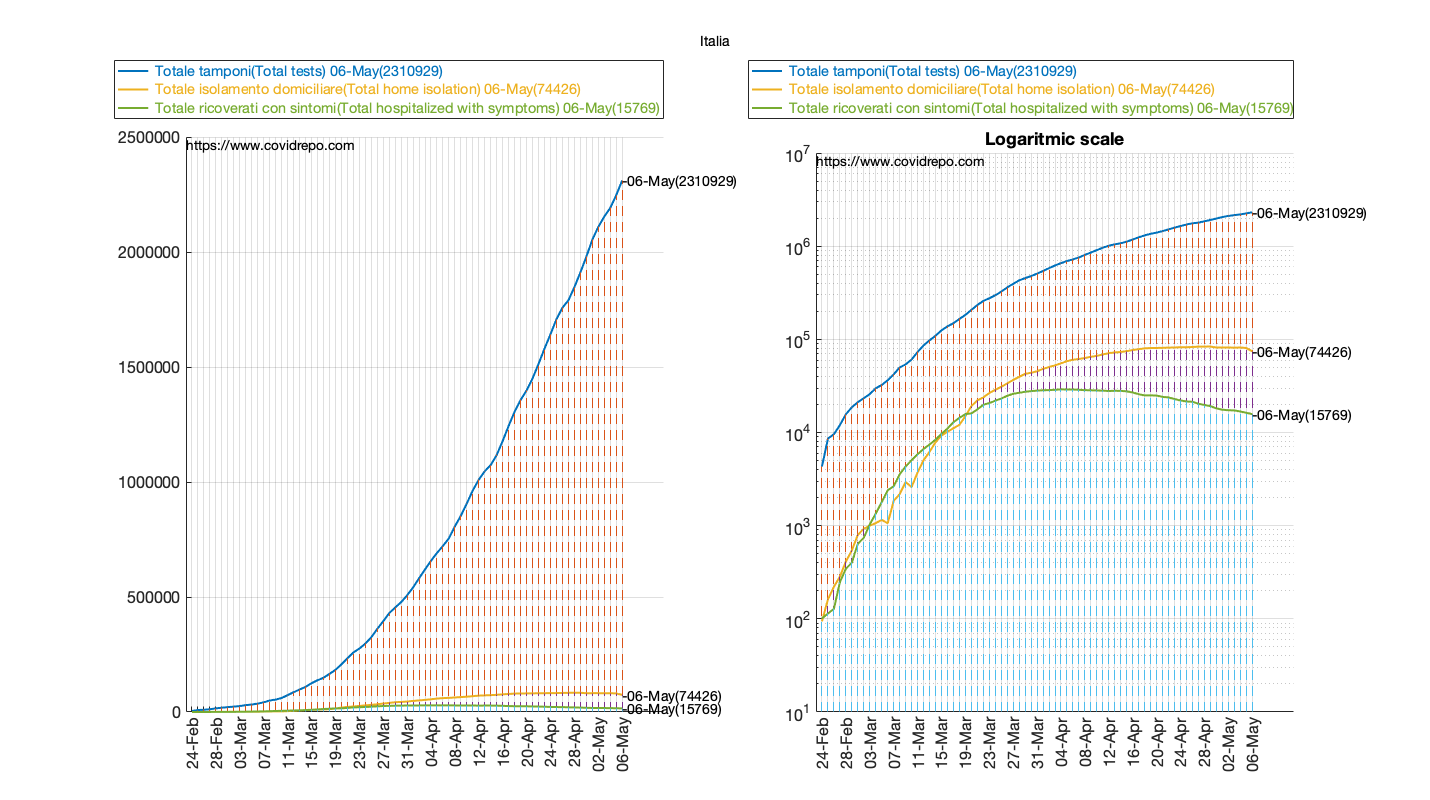 Italia
Totale tamponi(Total tests) 06-May(2310929)
Totale isolamento domiciliare(Total home isolation) 06-May(74426)
Totale ricoverati con sintomi(Total hospitalized with symptoms) 06-May(15769)
https://www.covidrepo.com
2500000
2000000
1500000
1000000
500000
0
06-May(2310929)
06-May(74426)
06-May(15769)
24-Feb
28-Feb
03-Mar
07-Mar
11-Mar
15-Mar
19-Mar
23-Mar
27-Mar
31-Mar
04-Apr
08-Apr
12-Apr
16-Apr
20-Apr
24-Apr
28-Apr
02-May
06-May
Totale tamponi(Total tests) 06-May(2310929)
Totale isolamento domiciliare(Total home isolation) 06-May(74426)
Totale ricoverati con sintomi(Total hospitalized with symptoms) 06-May(15769)
Logaritmic scale
https://www.covidrepo.com
10^7
10^6
10^5
10^4
10^3
10^2
10^1
06-May(2310929)
06-May(74426)
06-May(15769)
24-Feb
28-Feb
03-Mar
07-Mar
11-Mar
15-Mar
19-Mar
23-Mar
27-Mar
31-Mar
04-Apr
08-Apr
12-Apr
16-Apr
20-Apr
24-Apr
28-Apr
02-May
06-May